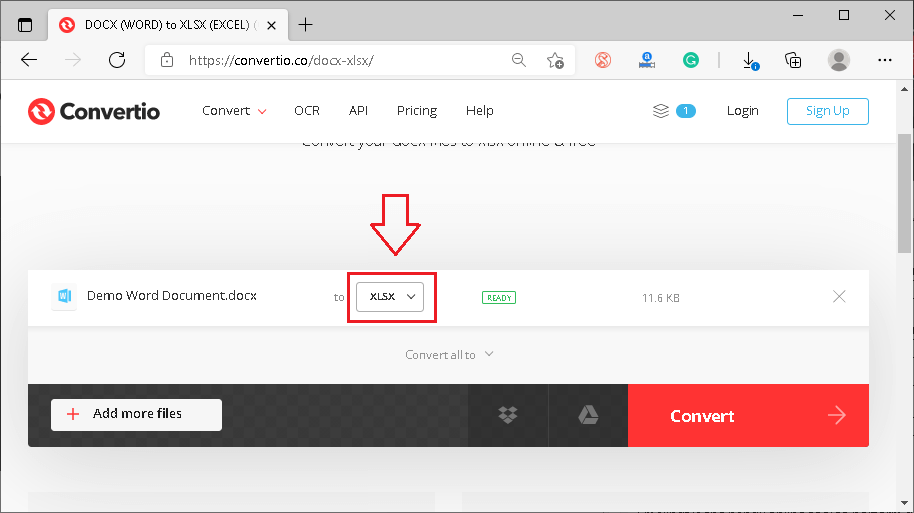 DOCX (WORD) to XLSX (EXCEL) (
https://convertio.co/docx-xlsx/
Convertio
Convert
OCR
API
Pricing
Help
1
Login
Sign Up
Convert your docx files to xlsx online & free
Demo Word Document.docx
to
XLSX
READY
11.6 KB
Convert all to
Add more files
Convert